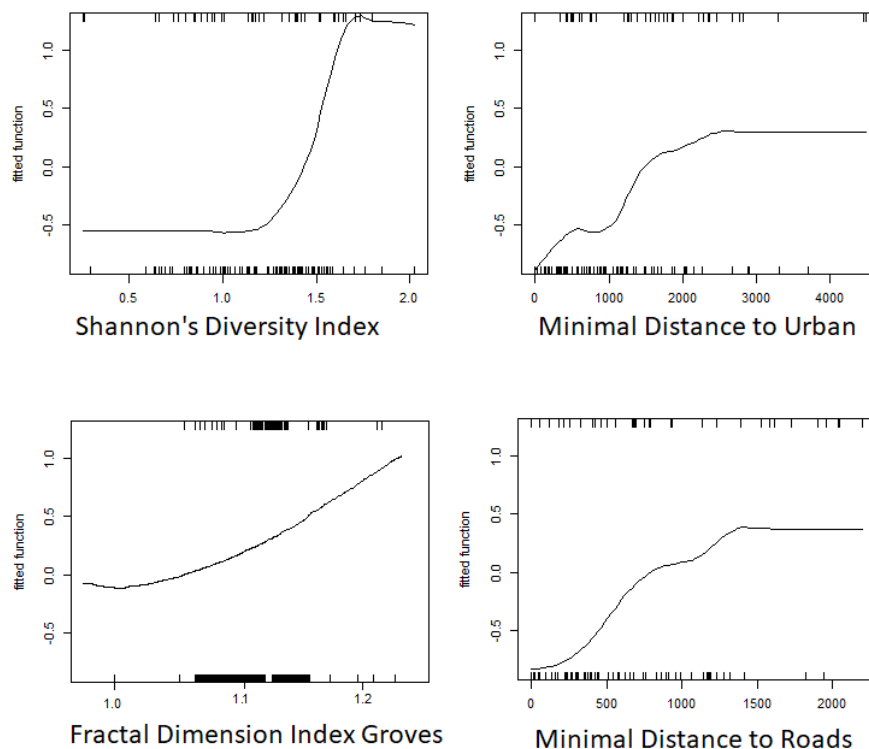 fitted function
1.0
0.5
0.0
-0.5
0.5 1.0 1.5 2.0
Shannon's Diversity Index
fitted function
1.0
0.5
0.0
-0.5
0 1000 2000 3000 4000
Minimal Distance to Urban
fitted function
1.0
0.5
0.0
-0.5
1.0 1.1 1.2
Fractal Dimension Index Groves
fitted function
1.0
0.5
0.0
-0.5
0 500 1000 1500 2000
Minimal Distance to Roads